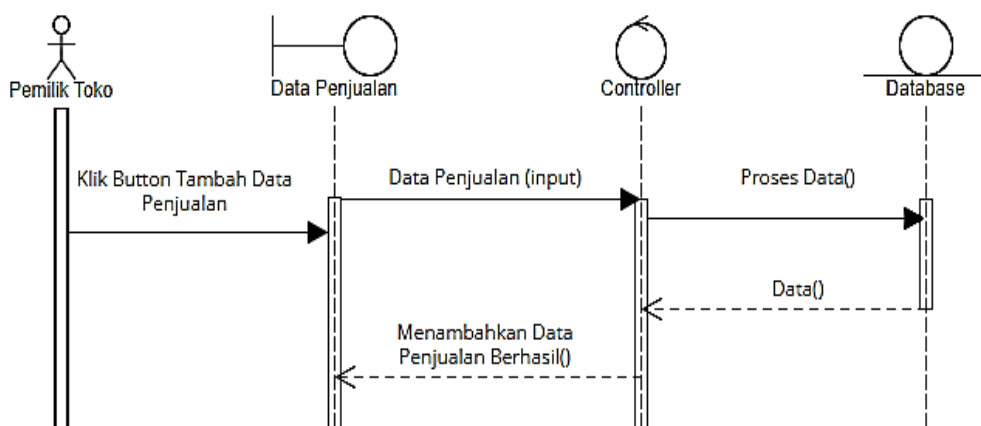 Pemilik Toko
Data Penjualan
Controller
Database
Klik Button Tambah Data
Penjualan
Data Penjualan (input)
Proses Data()
Data()
Menambahkan Data
Penjualan Berhasil()